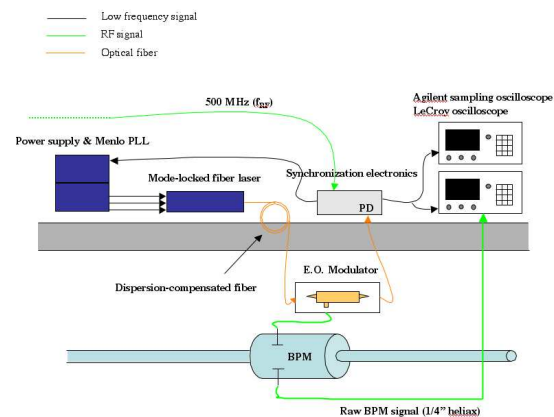 Low frequency signal
RF signal
Optical fiber
500 MHz (fRF)
Agilent sampling oscilloscope
LeCroy oscilloscope
Power supply & Menlo PLL
Synchronization electronics
Mode-locked fiber laser
PD
E.O. Modulator
Dispersion-compensated fiber
BPM
Raw BPM signal (1/4” heliax)